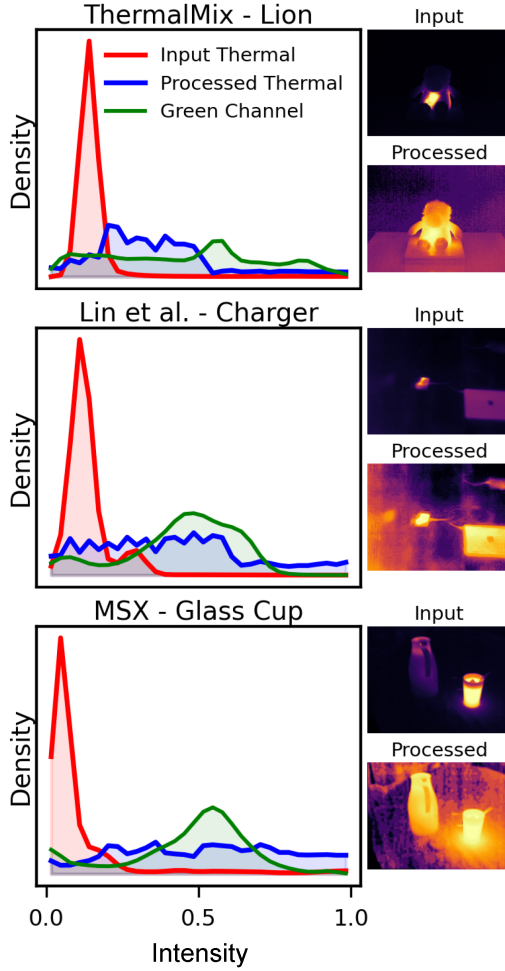 ThermalMix - Lion
Input
Input Thermal
Processed Thermal
Green Channel
Density
Processed
Lin et al. - Charger
Input
Density
Processed
MSX - Glass Cup
Input
Density
Processed
0.0
0.5
1.0
Intensity